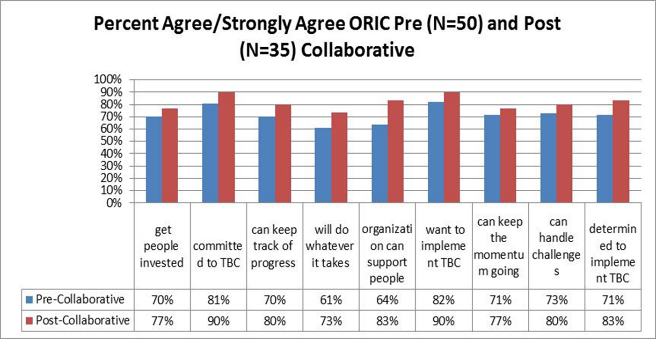 Percent Agree/Strongly Agree ORIC Pre (N=50) and Post
(N=35) Collaborative
100%
90%
80%
70%
60%
50%
40%
30%
20%
10%
0%
get
people
invested
committe
d to TBC
can keep
track of
progress
will do
whatever
it takes
organizati
on can
support
people
want to
impleme
nt TBC
can keep
the
momentu
m going
can
handle
challenge
s
determin
ed to
impleme
nt TBC
Pre-Collaborative 70% 81% 70% 61% 64% 82% 71% 73% 71%
Post-Collaborative 77% 90% 80% 73% 83% 90% 77% 80% 83%